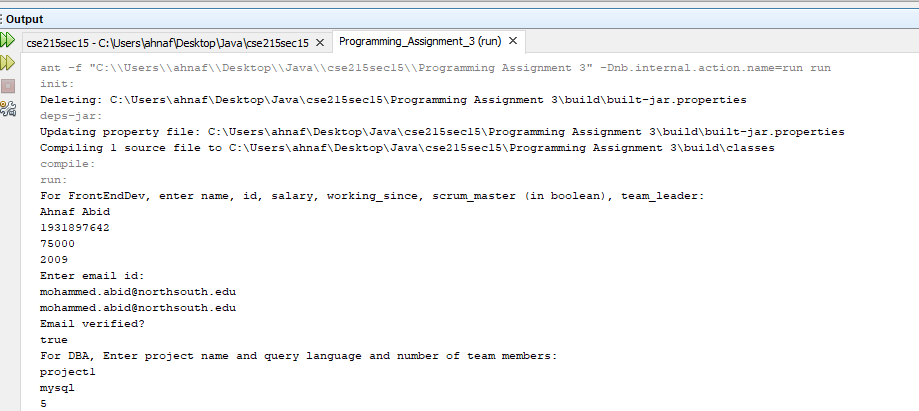 Output
cse215sec15 - C:\Users\ahnaf\Desktop\Java\cse215sec15 × Programming_Assignment_3 (run) ×
ant -f "C:\\Users\\ahnaf\\Desktop\\Java\\cse215sec15\\Programming Assignment 3" -Dnb.internal.action.name=run run
init:
Deleting: C:\Users\ahnaf\Desktop\Java\cse215sec15\Programming Assignment 3\build\built-jar.properties
deps-jar:
Updating property file: C:\Users\ahnaf\Desktop\Java\cse215sec15\Programming Assignment 3\build\built-jar.properties
Compiling 1 source file to C:\Users\ahnaf\Desktop\Java\cse215sec15\Programming Assignment 3\build\classes
compile:
run:
For FrontEndDev, enter name, id, salary, working_since, scrum_master (in boolean), team_leader:
Ahnaf Abid
1931897642
75000
2009
Enter email id:
mohammed.abid@northsouth.edu
mohammed.abid@northsouth.edu
Email verified?
true
For DBA, Enter project name and query language and number of team members:
project1
mysql
5